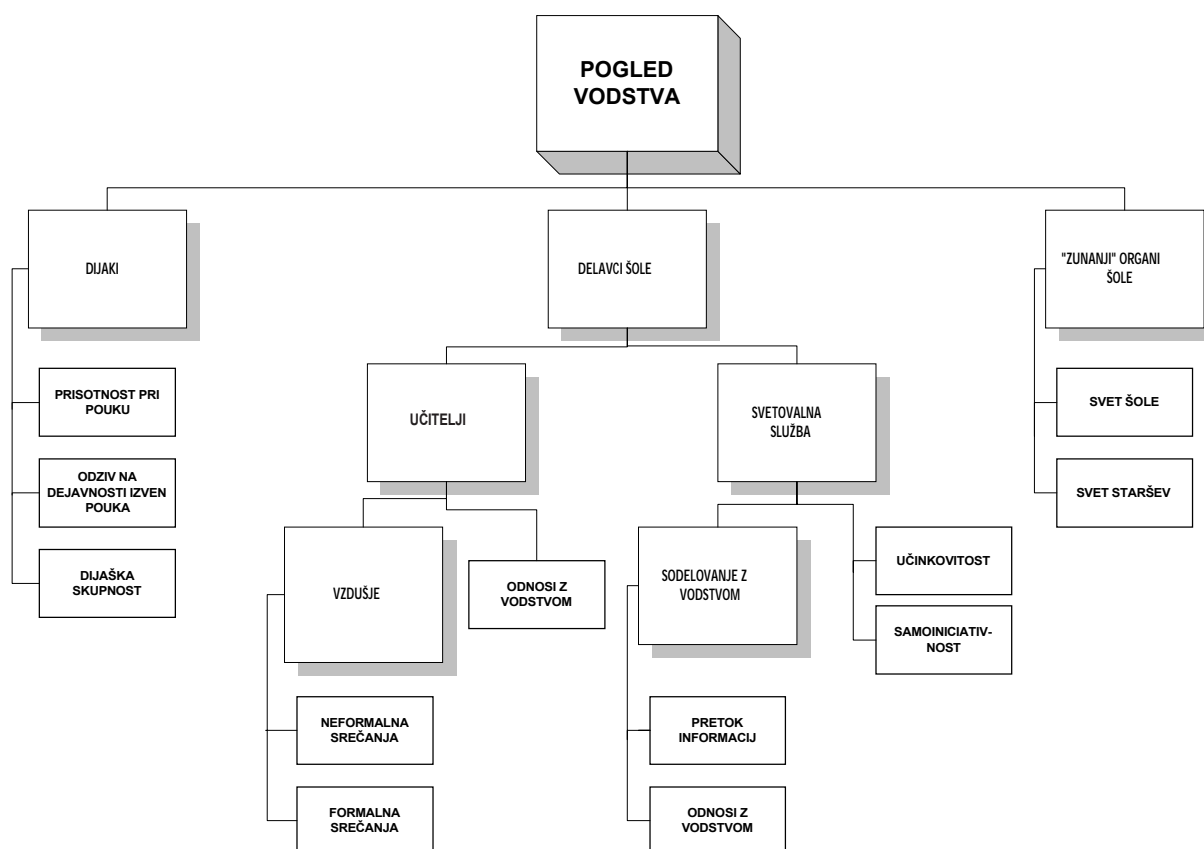 POGLED
VODSTVA
DIJAKI
DELAVCI ŠOLE
"ZUNANJI" ORGANI
ŠOLE
PRISOTNOST PRI
POUKU
ODZIV NA
DEJAVNOSTI IZVEN
POUKA
DIJAŠKA
SKUPNOST
UČITELJI
SVETOVALNA
SLUŽBA
SVET ŠOLE
SVET STARŠEV
VZDUŠJE
ODNOSI Z
VODSTVOM
SODELOVANJE Z
VODSTVOM
UČINKOVITOST
SAMOINICIATIV-
NOST
NEFORMALNA
SREČANJA
FORMALNA
SREČANJA
PRETOK
INFORMACIJ
ODNOSI Z
VODSTVOM